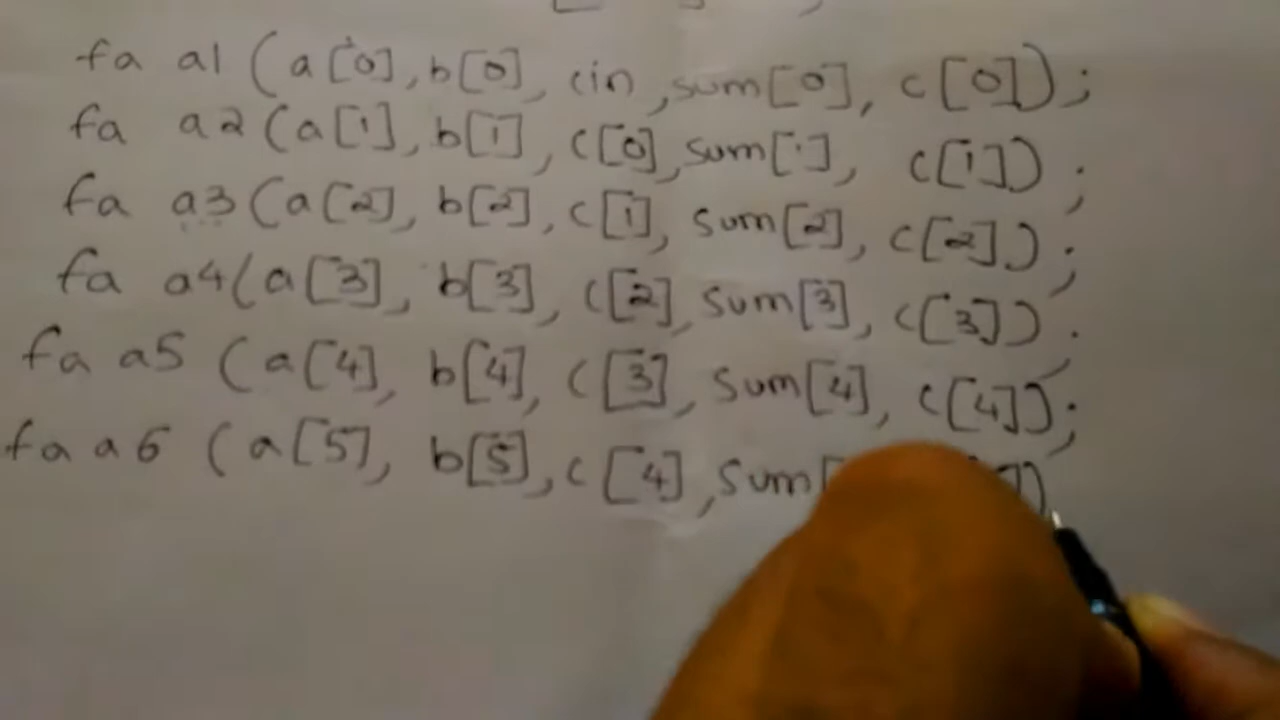 fa a1 (a[0], b[0], cin, sum[0], c[0]);
fa a2 (a[1], b[1], c[0], sum[1], c[1]);
fa a3 (a[2], b[2], c[1], sum[2], c[2]);
fa a4 (a[3], b[3], c[2], sum[3], c[3]);
fa a5 (a[4], b[4], c[3], sum[4], c[4]);
fa a6 (a[5], b[5], c[4], sum[